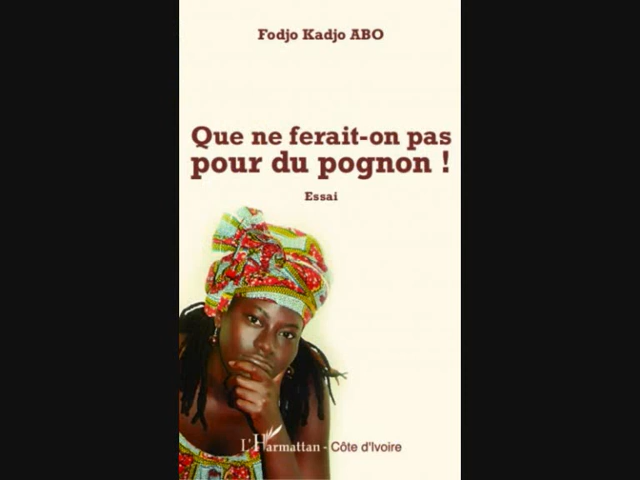 Fodjo Kadjo ABO
Que ne ferait-on pas
pour du pognon !
Essai
L'Harmattan - Côte d'Ivoire